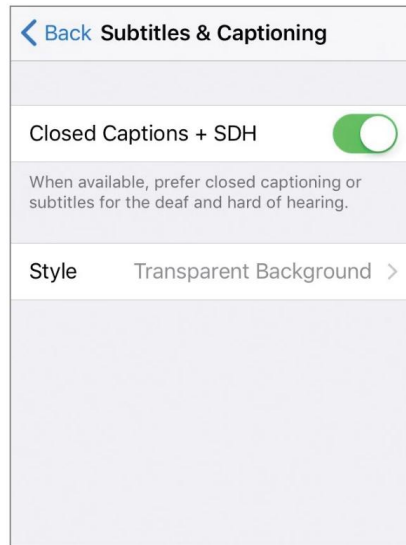 Back Subtitles & Captioning
Closed Captions + SDH
When available, prefer closed captioning or
subtitles for the deaf and hard of hearing.
Style Transparent Background